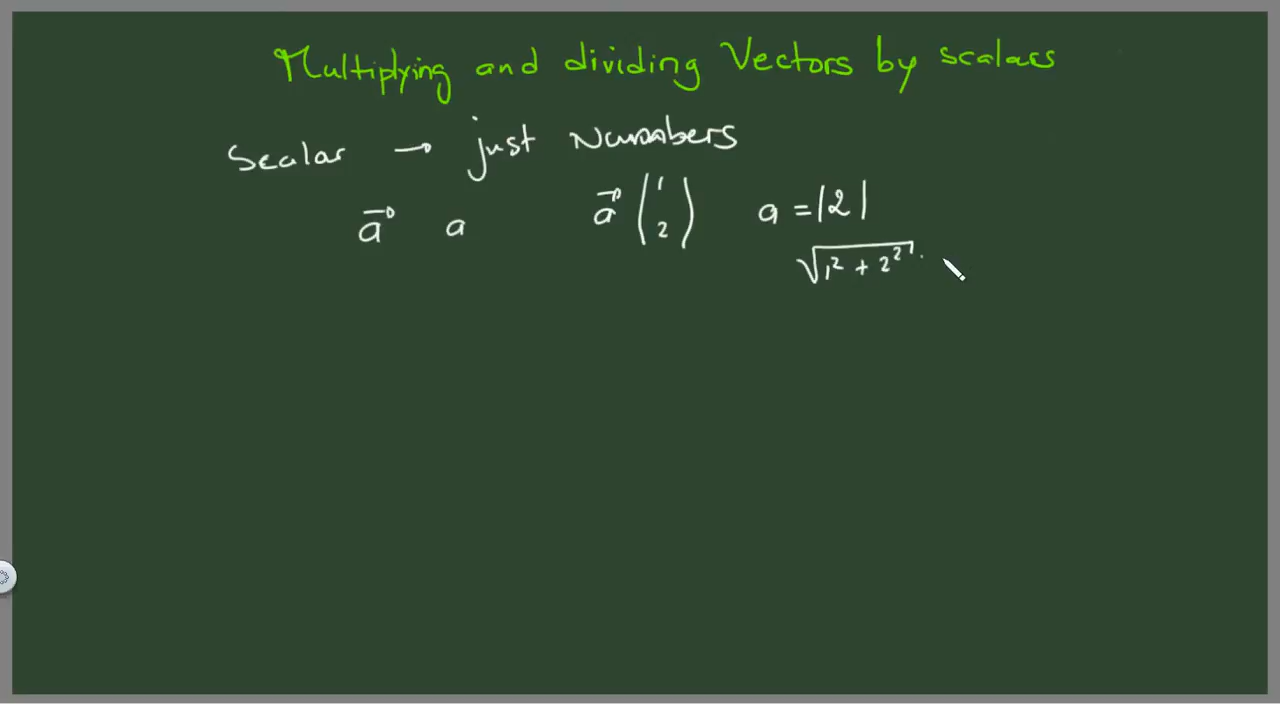 Multiplying and dividing Vectors by scalars
Scalar → just Numbers
a⃗ a a⃗ (1 2) a = |2|
√1² + 2²